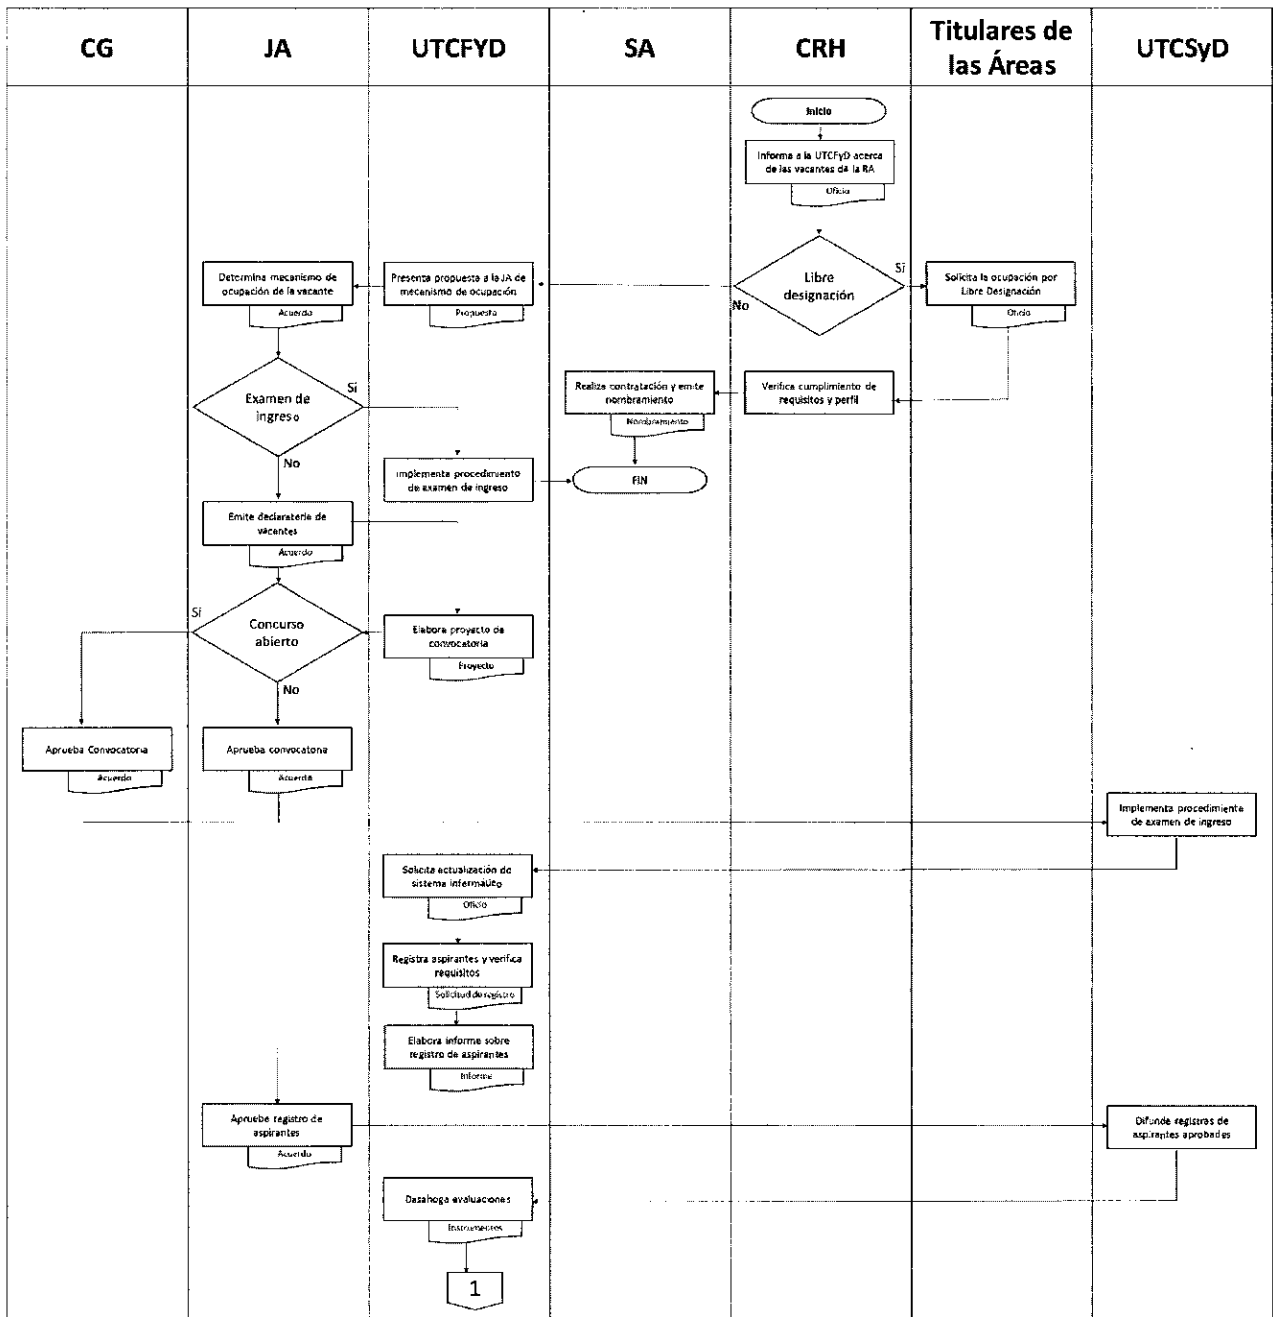 CG
JA
UTCFYD
SA
CRH
Titulares de
las Áreas
UTCSyD
Inicio
Informa a la UTCFyD acerca
de las vacantes de la RA
Oficio
Libre
designación
Sí
No
Solicita la ocupación por
Libre Designación
Oficio
Presenta propuesta a la JA de
mecanismo de ocupación
Propuesta
Determina mecanismo de
ocupación de la vacante
Acuerdo
Examen de
ingreso
Sí
No
Realiza contratación y emite
nombramiento
Nombramiento
Verifica cumplimiento de
requisitos y perfil
Implementa procedimiento
de examen de ingreso
FIN
Emite declaratoria de
vacantes
Acuerdo
Sí
Concurso
abierto
No
Elabora proyecto de
convocatoria
Proyecto
Aprueba Convocatoria
Acuerdo
Aprueba convocatoria
Acuerdo
Implementa procedimiento
de examen de ingreso
Solicita actualización de
sistema informático
Oficio
Registra aspirantes y verifica
requisitos
Solicitud de registro
Elabora informe sobre
registro de aspirantes
Informe
Aprueba registro de
aspirantes
Acuerdo
Difunde registros de
aspirantes aprobados
Dasahoga evaluaciones
Instrumentos
1